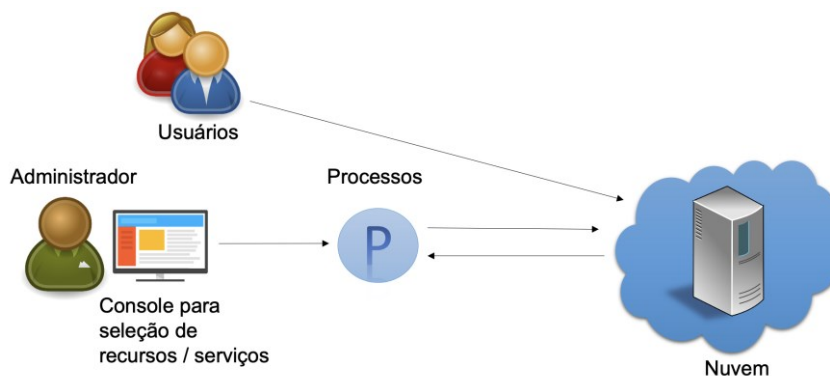 Usuários
Administrador
Processos
P
Console para
seleção de
recursos / serviços
Nuvem